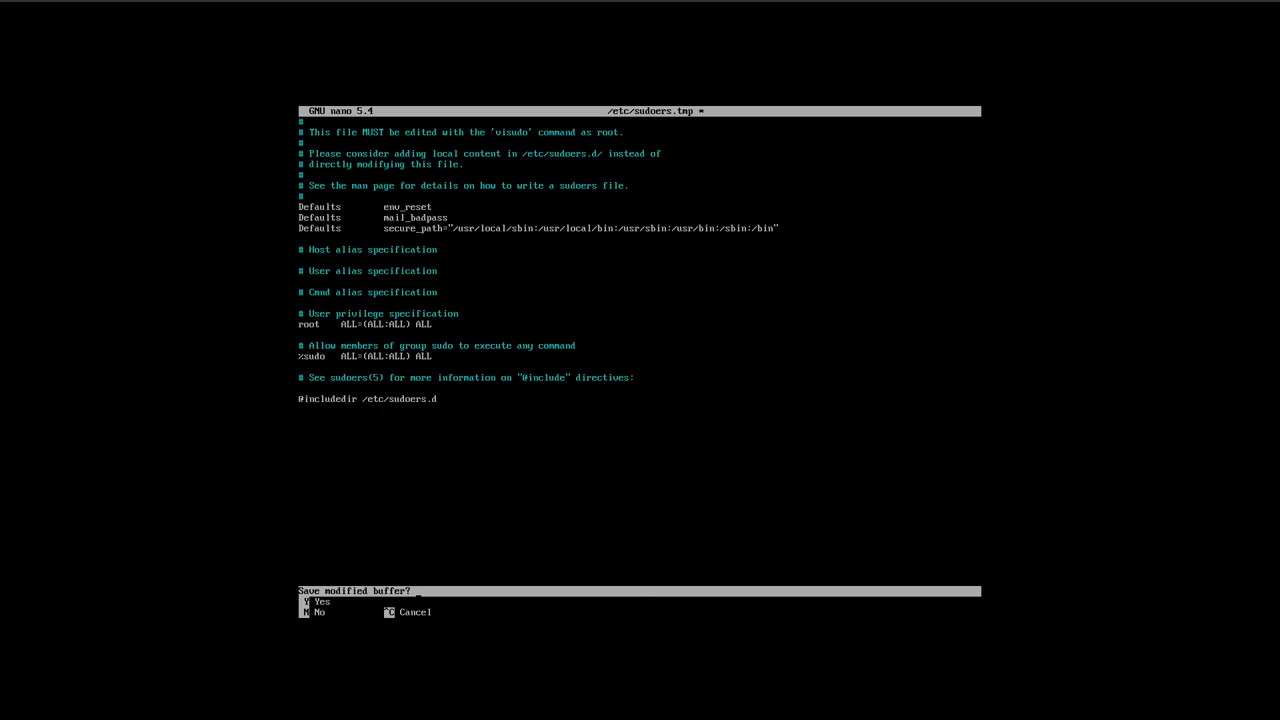 GNU nano 5.4 /etc/sudoers.tmp *
#
# This file MUST be edited with the 'visudo' command as root.
#
# Please consider adding local content in /etc/sudoers.d/ instead of
# directly modifying this file.
#
# See the man page for details on how to write a sudoers file.
#
Defaults env_reset
Defaults mail_badpass
Defaults secure_path="/usr/local/sbin:/usr/local/bin:/usr/sbin:/usr/bin:/sbin:/bin"
# Host alias specification
# User alias specification
# Cmnd alias specification
# User privilege specification
root ALL=(ALL:ALL) ALL
# Allow members of group sudo to execute any command
%sudo ALL=(ALL:ALL) ALL
# See sudoers(5) for more information on "@include" directives:
@includedir /etc/sudoers.d
Save modified buffer?
Y Yes
N No ^C Cancel